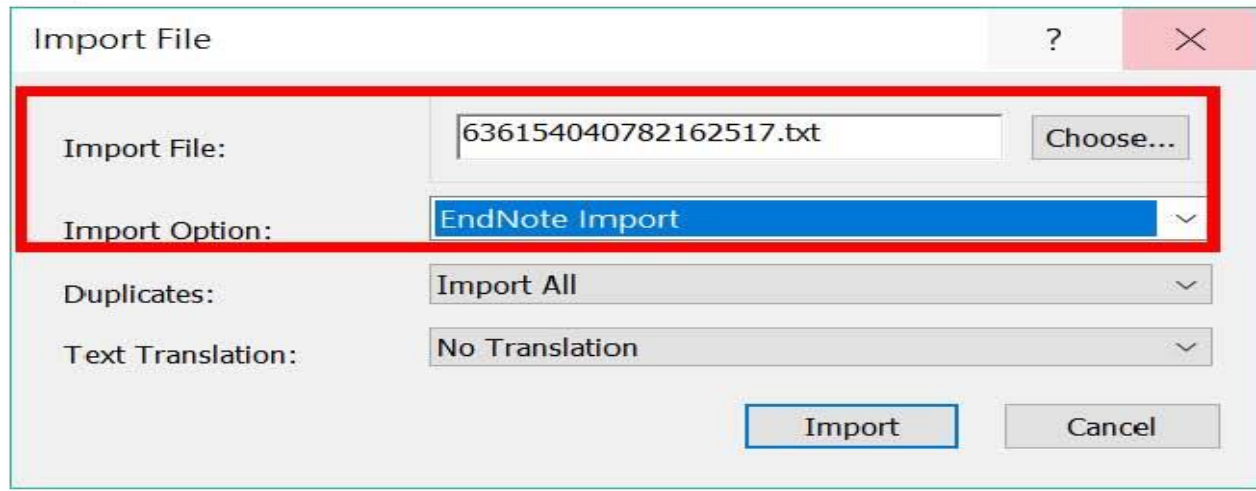 Import File
?
Import File:
636154040782162517.txt
Choose...
Import Option:
EndNote Import
Duplicates:
Import All
Text Translation:
No Translation
Import
Cancel